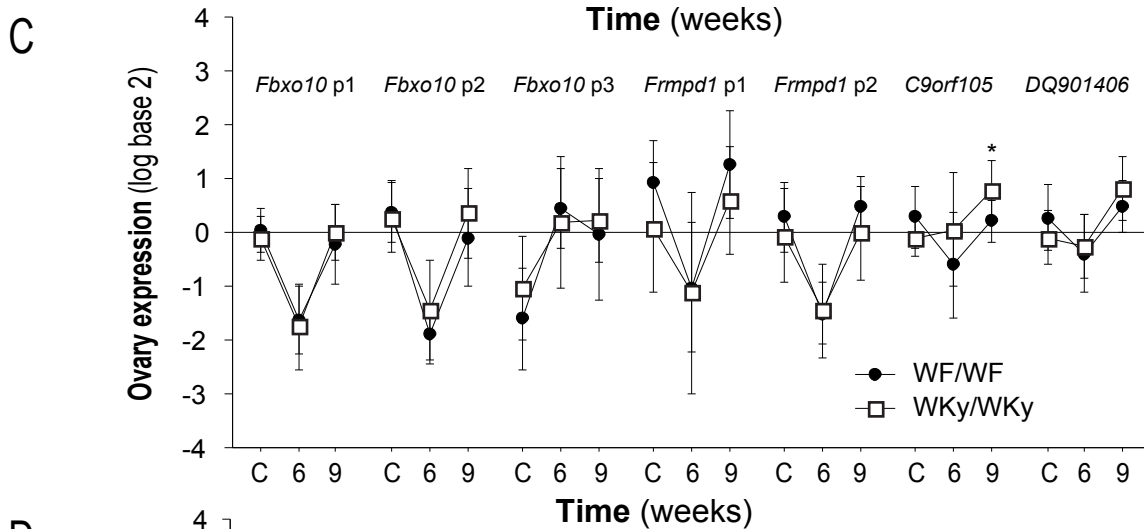 C
4
Time (weeks)
3
Fbxo10 p1 Fbxo10 p2 Fbxo10 p3 Frmpd1 p1 Frmpd1 p2 C9orf105 DQ901406
2
*
1
0
-1
-2
-3
-4
Ovary expression (log base 2)
WF/WF
WKy/WKy
C 6 9 C 6 9 C 6 9 C 6 9 C 6 9 C 6 9 C 6 9
Time (weeks)
4